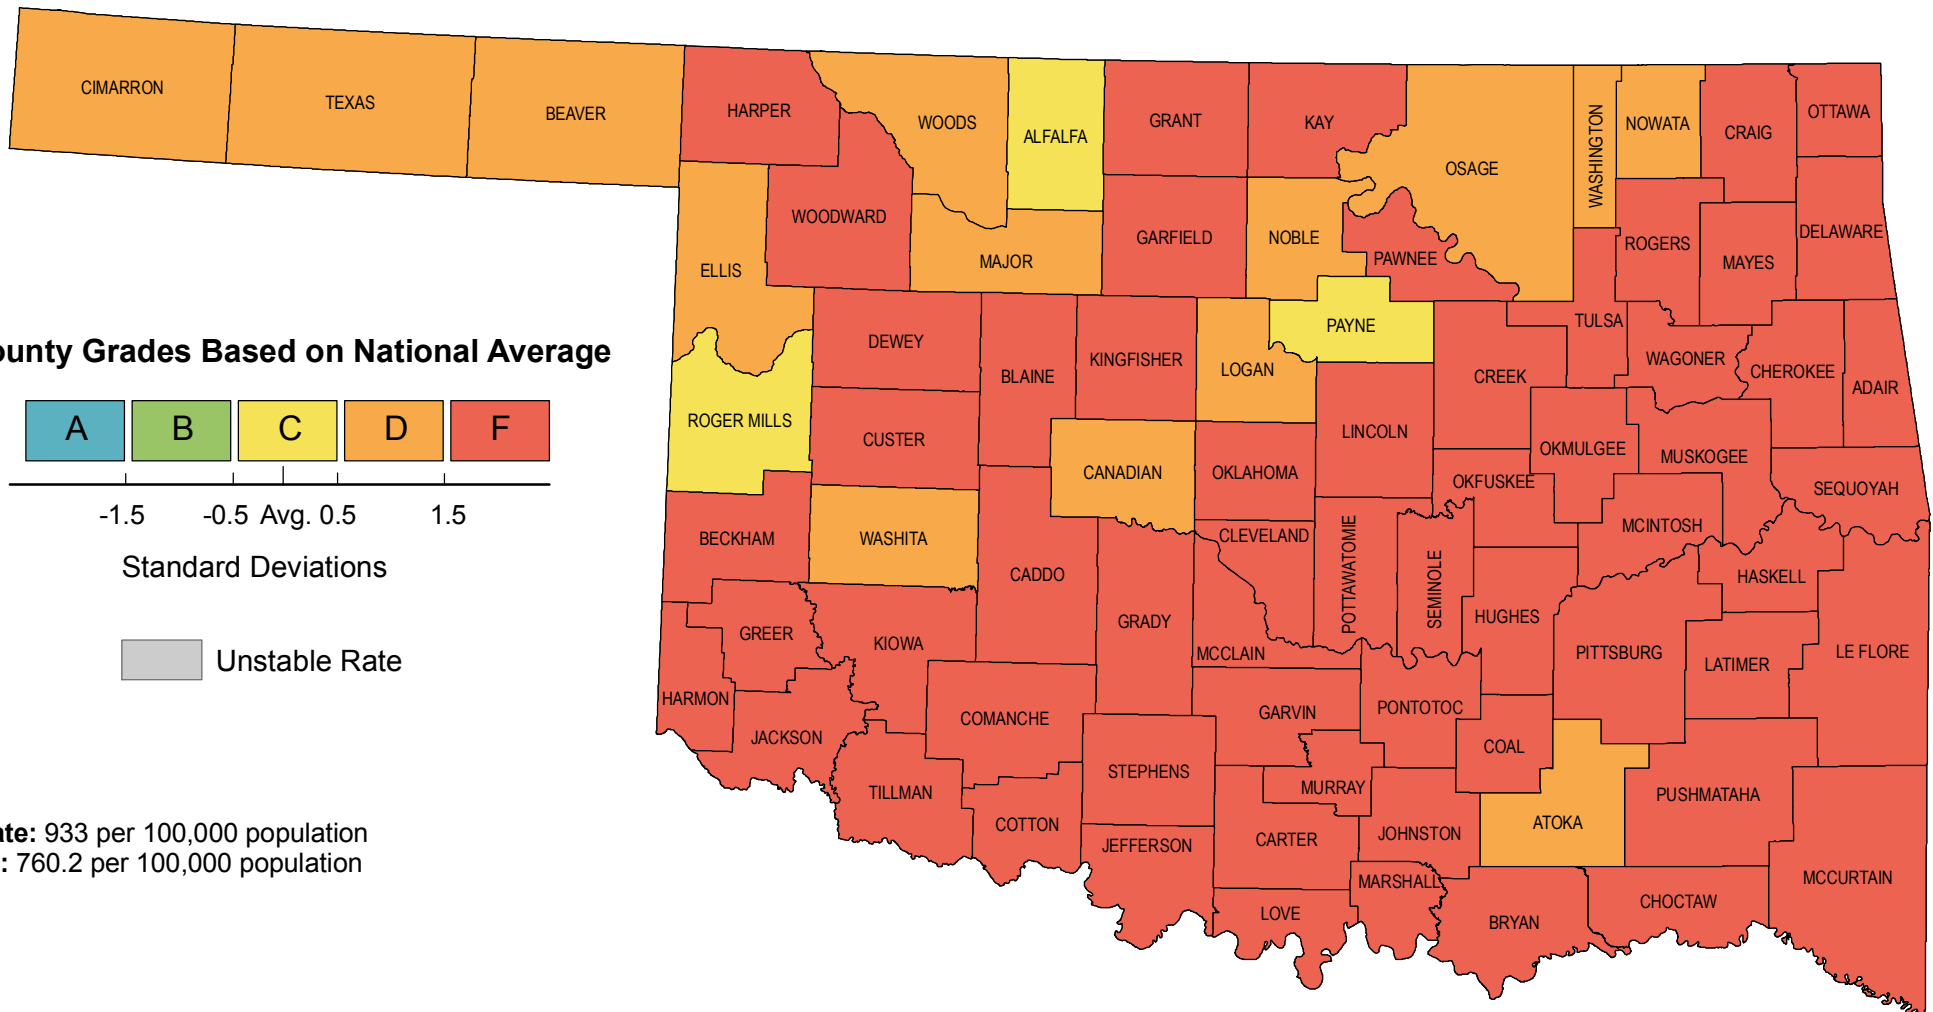 CIMARRON
TEXAS
BEAVER
HARPER
WOODS
ALFALFA
GRANT
KAY
OSAGE
WASHINGTON
NOWATA
CRAIG
OTTAWA
WOODWARD
ELLIS
MAJOR
GARFIELD
NOBLE
PAWNEE
ROGERS
MAYES
DELAWARE
ounty Grades Based on National Average
A B C D F
-1.5 -0.5 Avg. 0.5 1.5
Standard Deviations
Unstable Rate
ate: 933 per 100,000 population
: 760.2 per 100,000 population
DEWEY
BLAINE
KINGFISHER
LOGAN
PAYNE
TULSA
CREEK
WAGONER
CHEROKEE
ADAIR
ROGER MILLS
CUSTER
CANADIAN
OKLAHOMA
LINCOLN
OKFUSKEE
OKMULGEE
MUSKOGEE
SEQUOYAH
BECKHAM
WASHITA
CADDO
GRADY
CLEVELAND
POTTAWATOMIE
SEMINOLE
HUGHES
MCINTOSH
HASKELL
GREER
KIOWA
MCCLAIN
PITTSBURG
LATIMER
LE FLORE
HARMON
JACKSON
COMANCHE
GARVIN
PONTOTOC
COAL
TILLMAN
STEPHENS
MURRAY
ATOKA
PUSHMATAHA
COTTON
JEFFERSON
CARTER
JOHNSTON
MARSHALL
LOVE
BRYAN
CHOCTAW
MCCURTAIN